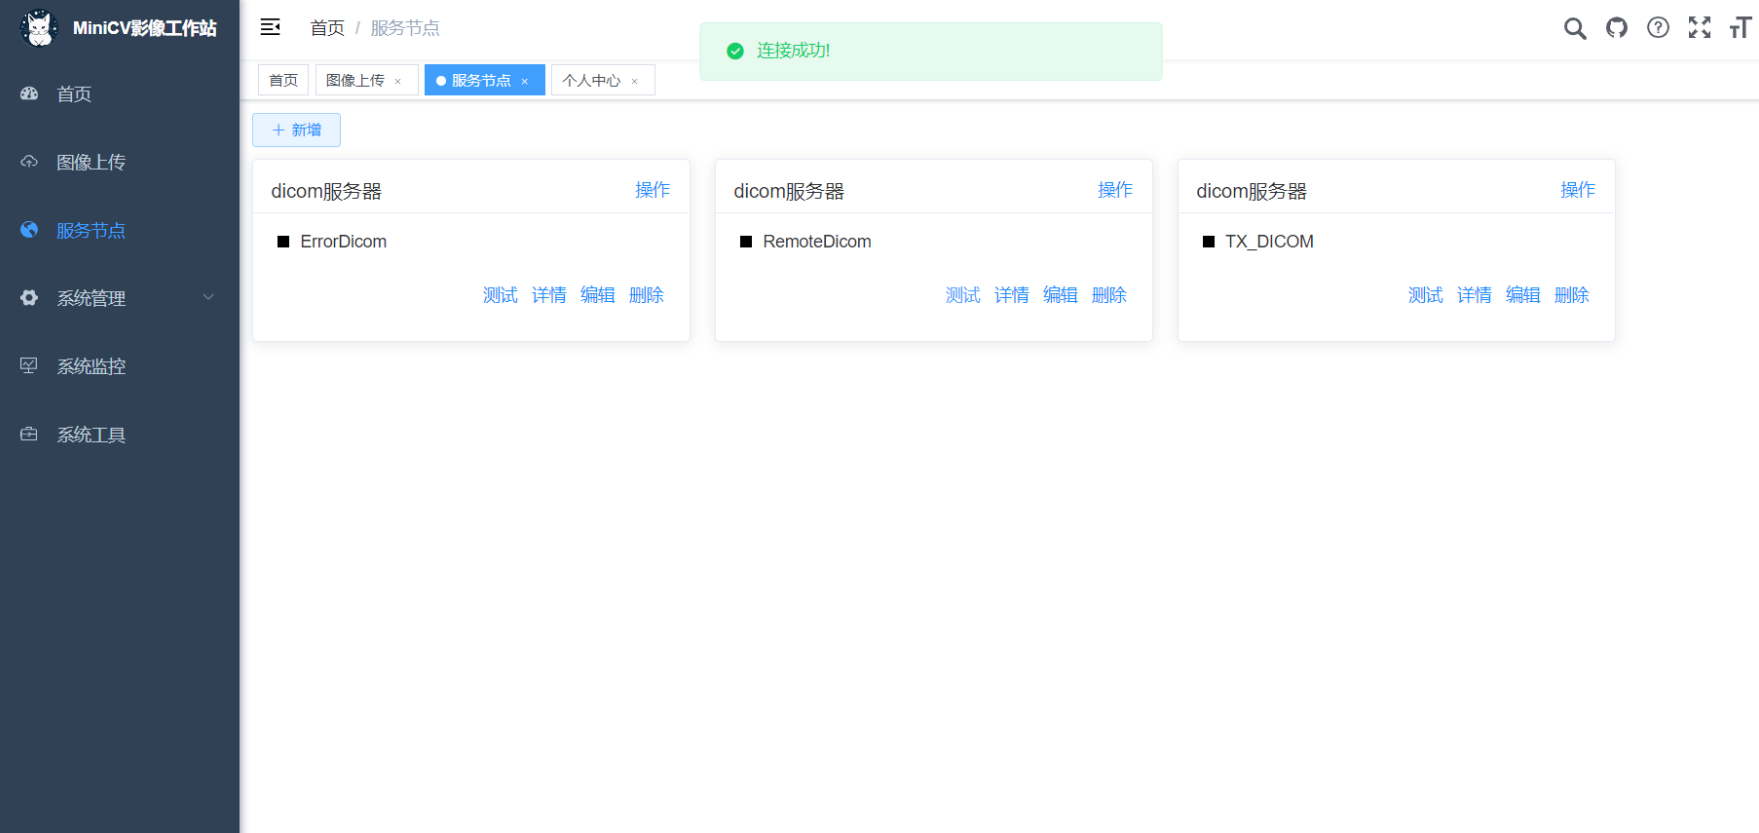 MiniCV影像工作站
首页
图像上传
服务节点
系统管理
系统监控
系统工具
首页 / 服务节点
连接成功!
首页
图像上传 ×
服务节点 ×
个人中心 ×
+ 新增
dicom服务器 操作
ErrorDicom
测试 详情 编辑 删除
dicom服务器 操作
RemoteDicom
测试 详情 编辑 删除
dicom服务器 操作
TX_DICOM
测试 详情 编辑 删除